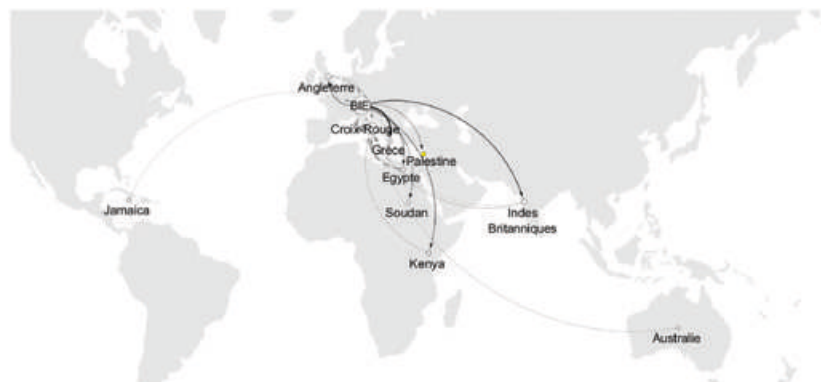 Angleterre
BIE
Croix-Rouge
Grèce
Palestine
Egypte
Jamaica
Soudan
Indes
Britanniques
Kenya
Australie